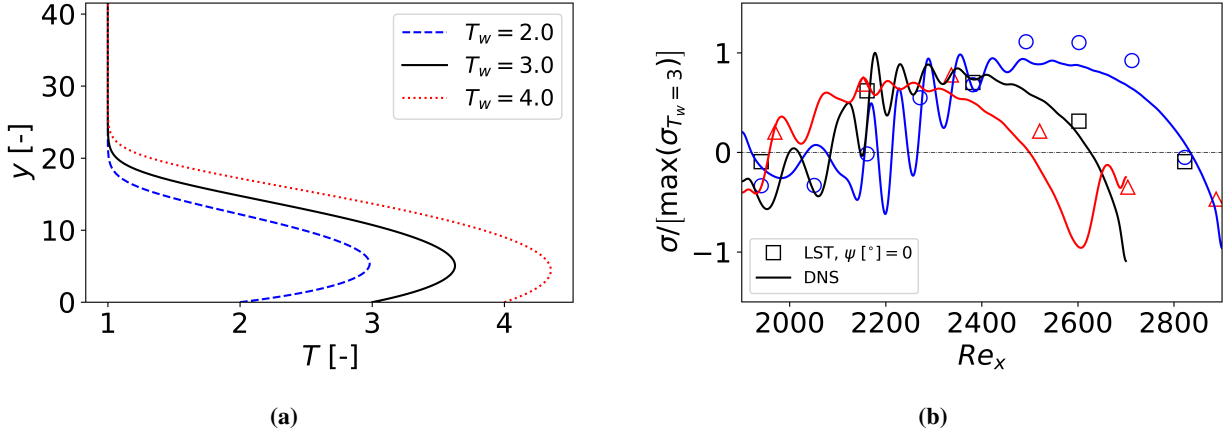 40
30
20
10
0
y [-]
1
2
3
4
T [-]
T_w = 2.0
T_w = 3.0
T_w = 4.0
(a)
1
0
−1
σ/[max(σ_{T_w = 3})]
LST, ψ [°] = 0
DNS
2000
2200
2400
2600
2800
Re_x
(b)